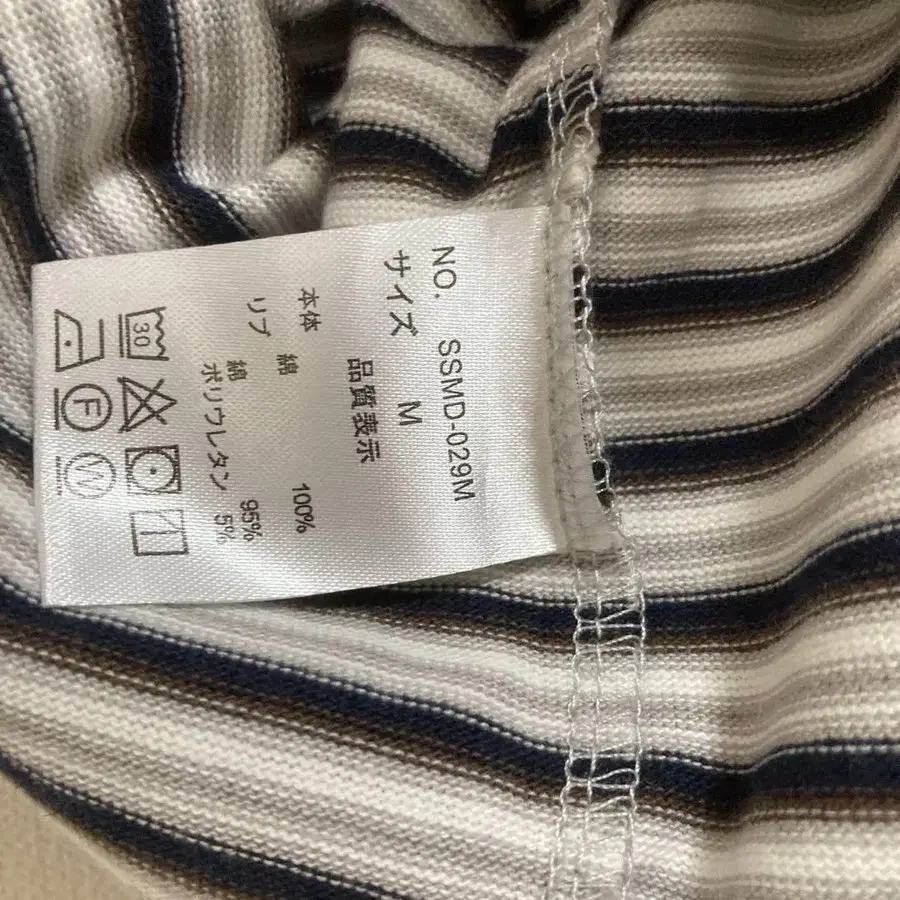 NO. SSMD-029M
サイズ M
品質表示
本体 綿 100%
リブ 綿 95%
ポリウレタン 5%
30
F
W